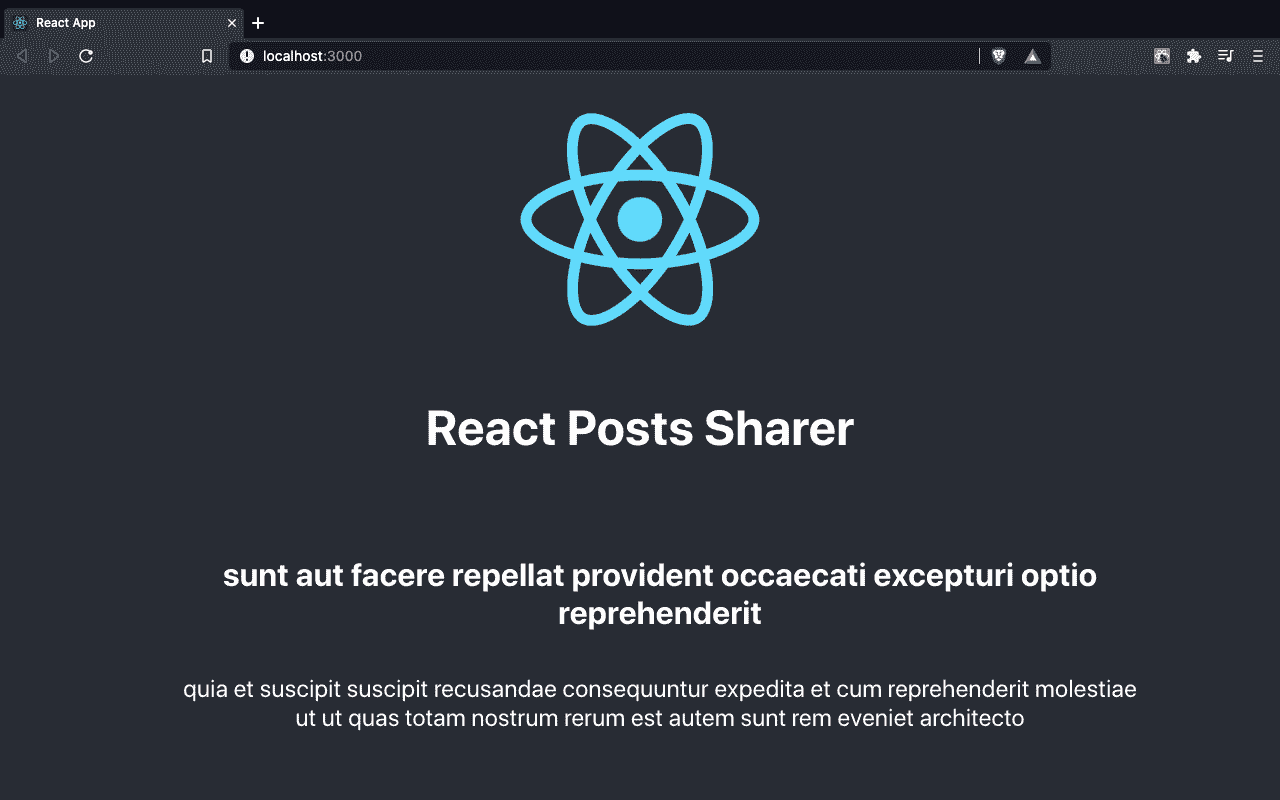 React App
localhost:3000
React Posts Sharer
sunt aut facere repellat provident occaecati excepturi optio
reprehenderit
quia et suscipit suscipit recusandae consequuntur expedita et cum reprehenderit molestiae
ut ut quas totam nostrum rerum est autem sunt rem eveniet architecto